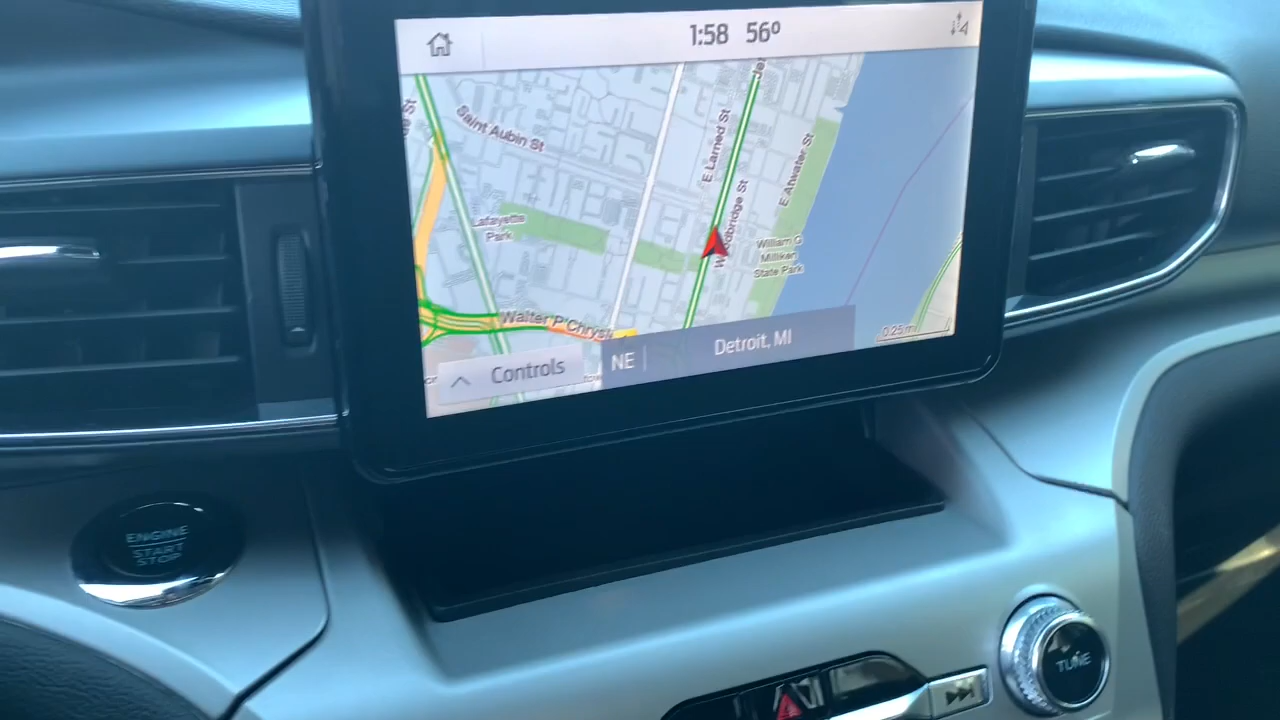 1:58 56°
Saint Aubin St
E Larned St
E Atwater St
Lafayette
Park
Woodbridge St
William G
Milliken
State Park
Walter P Chrysl
0.25 mi
NE
Detroit, MI
Controls
ENGINE
START
STOP
TUNE